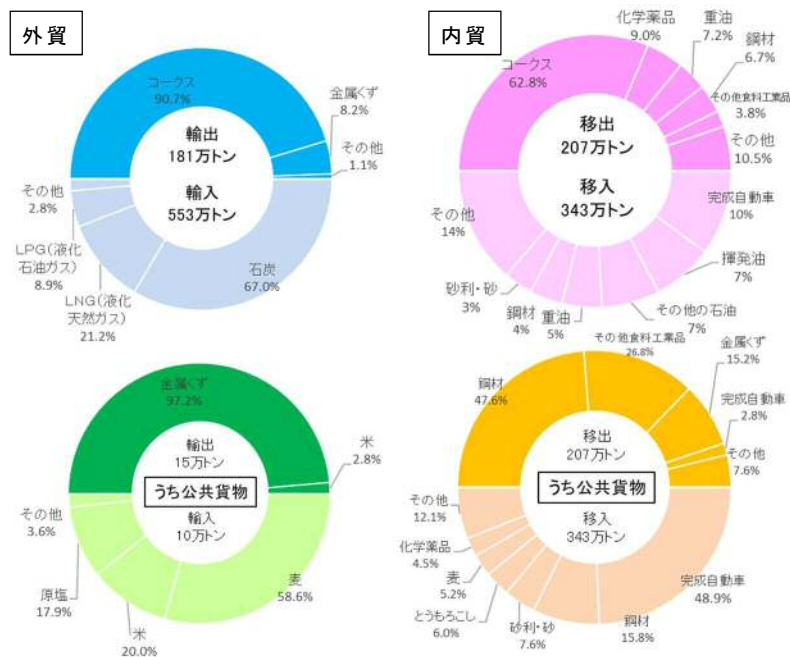 外貿
コークス
90.7%
金属くず
8.2%
その他
1.1%
輸出
181万トン
輸入
553万トン
その他
2.8%
LPG(液化
石油ガス)
8.9%
LNG(液化
天然ガス)
21.2%
石炭
67.0%
内貿
コークス
62.8%
化学薬品
9.0%
重油
7.2%
鋼材
6.7%
その他食料工業品
3.8%
その他
10.5%
移出
207万トン
移入
343万トン
その他
14%
砂利・砂
3%
鋼材
4%
重油
5%
その他の石油
7%
揮発油
7%
完成自動車
10%
金属くず
97.2%
米
2.8%
輸出
15万トン
うち公共貨物
輸入
10万トン
その他
3.6%
原塩
17.9%
米
20.0%
麦
58.6%
鋼材
47.6%
その他食料工業品
26.8%
金属くず
15.2%
完成自動車
2.8%
その他
7.6%
移出
207万トン
うち公共貨物
移入
343万トン
その他
12.1%
化学薬品
4.5%
麦
5.2%
とうもろこし
6.0%
砂利・砂
7.6%
鋼材
15.8%
完成自動車
48.9%